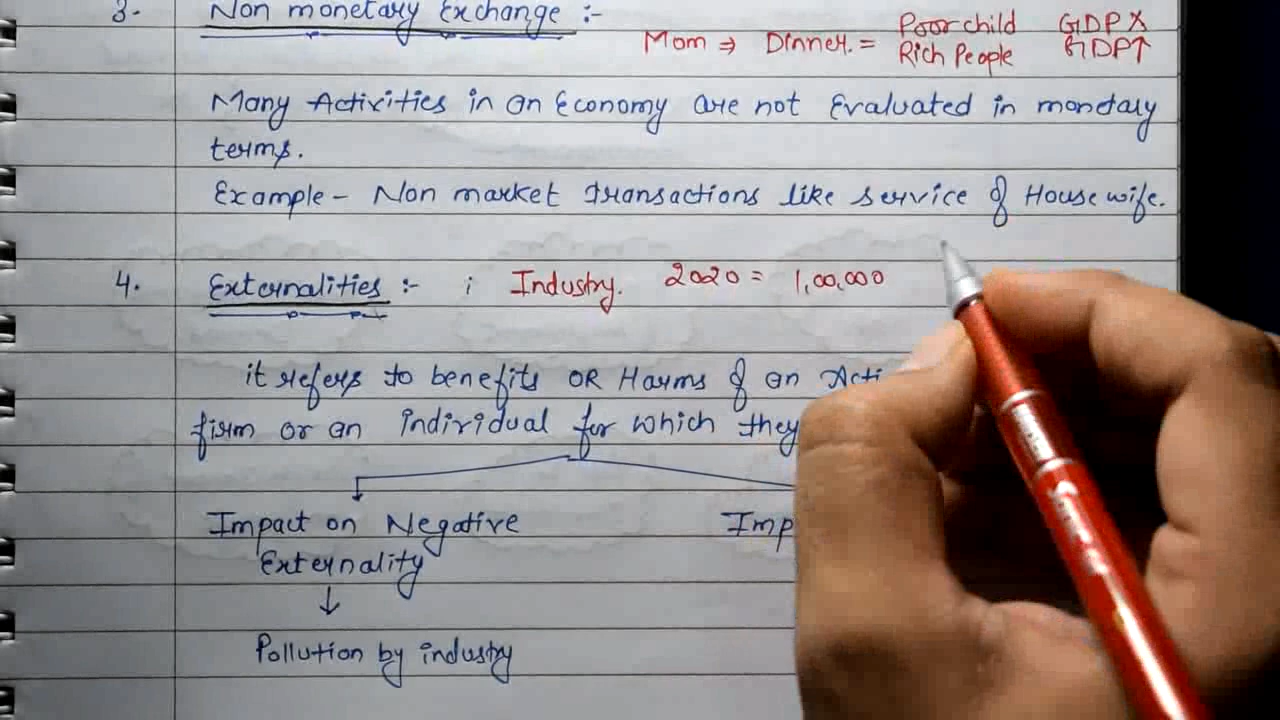 3. Non monetary Exchange :-
Mom ⇒ Dinner. = Poor child GDP X
Rich People GDP↑
Many Activities in an Economy are not Evaluated in monetary
terms.
Example - Non market transactions like service of Housewife.
4. Externalities :- ; Industry. 2020 = 1,00,000
it refers to benefits OR Harms of an Acti
firm or an individual for which they
Impact on Negative Imp
Externality
↓
Pollution by industry